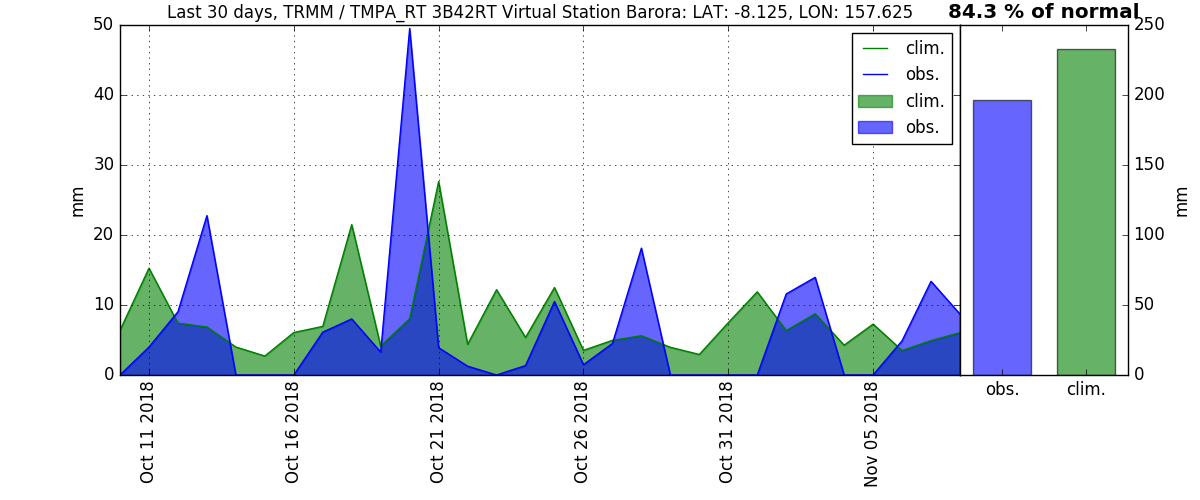 Last 30 days, TRMM / TMPA_RT 3B42RT Virtual Station Barora: LAT: -8.125, LON: 157.625
84.3 % of normal
50
40
30
20
10
0
mm
clim.
obs.
clim.
obs.
Oct 11 2018
Oct 16 2018
Oct 21 2018
Oct 26 2018
Oct 31 2018
Nov 05 2018
250
200
150
100
50
0
mm
obs.
clim.